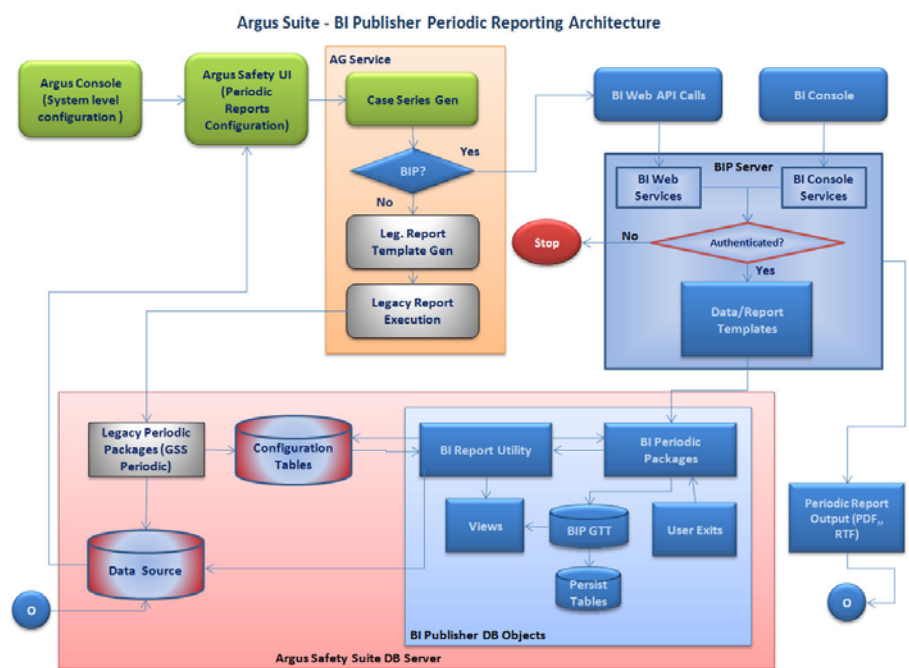 Argus Suite - BI Publisher Periodic Reporting Architecture
AG Service
Argus Console
(System level
configuration )
Argus Safety UI
(Periodic
Reports
Configuration)
Case Series Gen
BI Web API Calls
BI Console
Yes
BIP?
No
BIP Server
BI Web
Services
BI Console
Services
Leg. Report
Template Gen
Stop
No
Authenticated?
Yes
Legacy Report
Execution
Data/Report
Templates
Legacy Periodic
Packages (GSS
Periodic)
Configuration
Tables
BI Report Utility
BI Periodic
Packages
Views
BIP GTT
User Exits
Periodic Report
Output (PDF,,
RTF)
Data Source
Persist
Tables
O
O
BI Publisher DB Objects
Argus Safety Suite DB Server